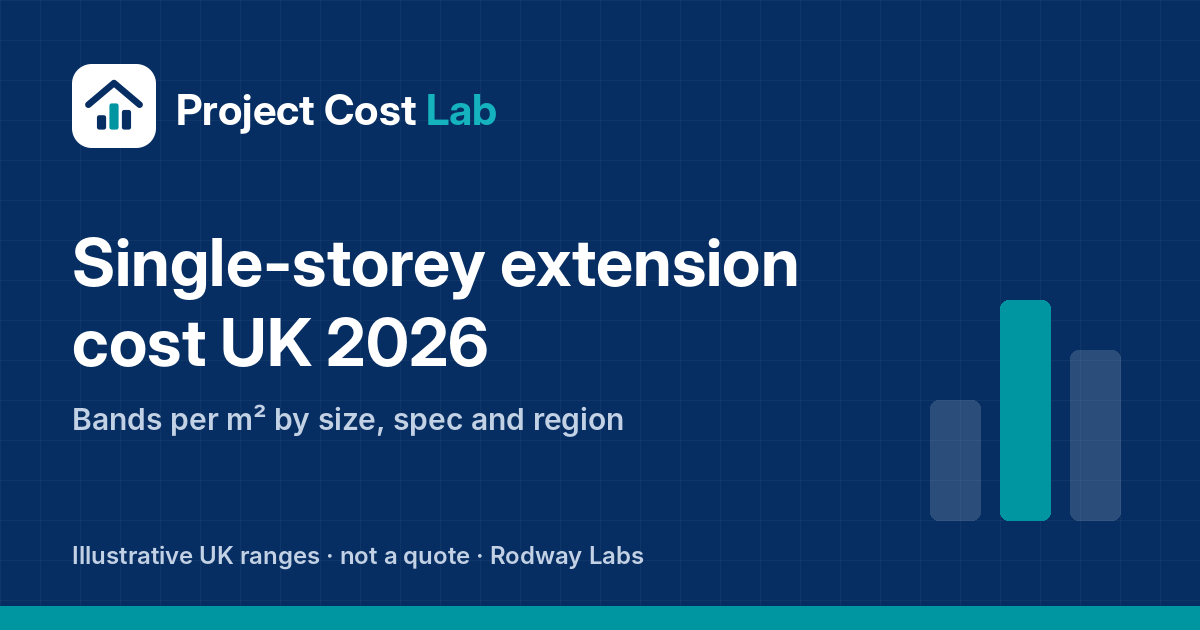 Project Cost Lab
Single-storey extension
cost UK 2026
Bands per m² by size, spec and region
Illustrative UK ranges · not a quote · Rodway Labs